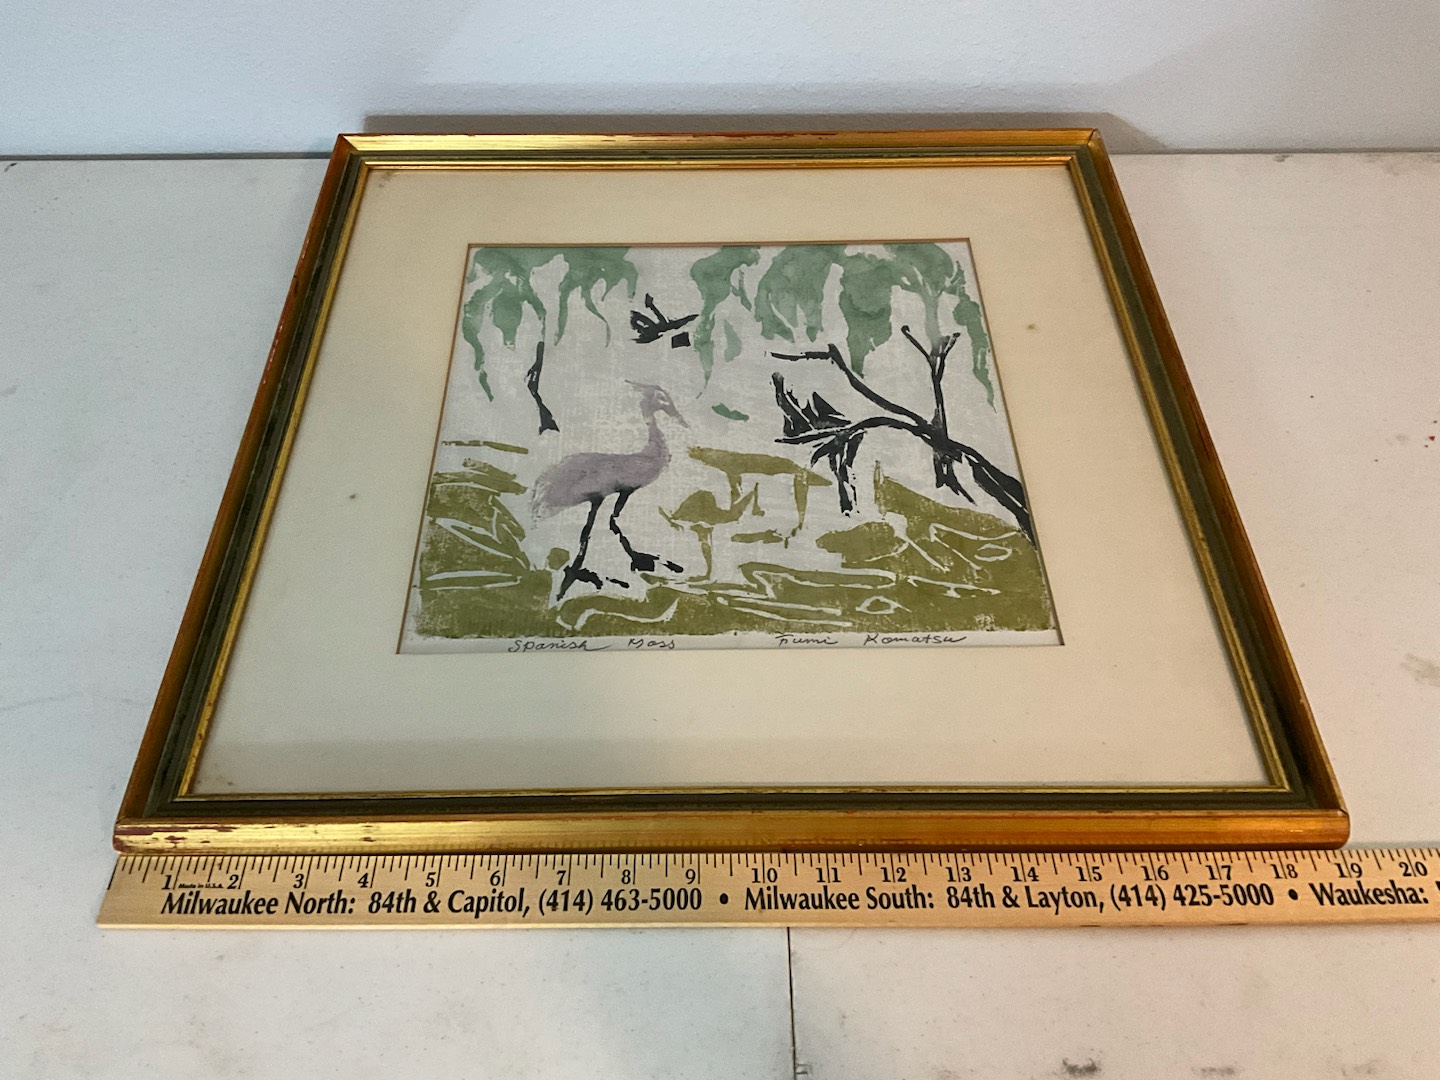 Spanish Moss Fumi Komatsu
1 2 3 4 5 6 7 8 9 10 11 12 13 14 15 16 17 18 19 20
Made in U.S.A.
Milwaukee North: 84th & Capitol, (414) 463-5000 • Milwaukee South: 84th & Layton, (414) 425-5000 • Waukesha: